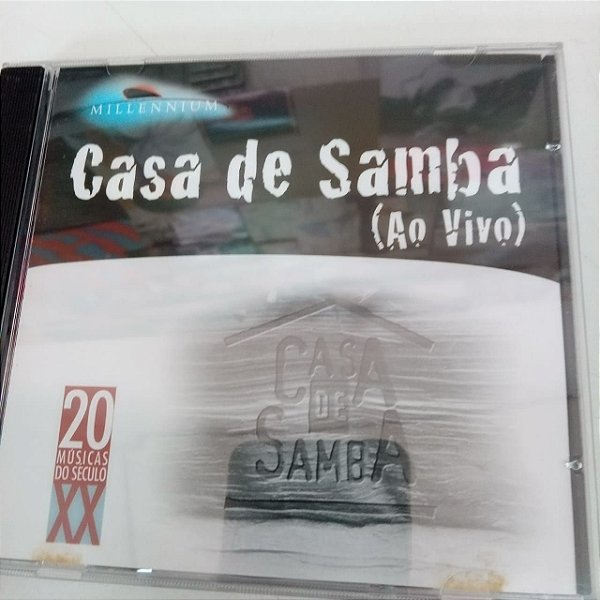 MILLENNIUM
Casa de Samba
(Ao Vivo)
CASA
DE
SAMBA
20
MÚSICAS
DO SÉCULO
XX